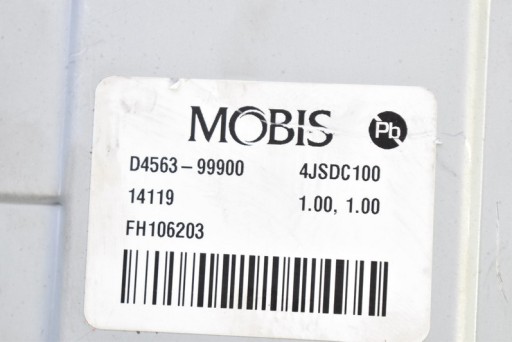 MOBIS Pb
D4563-99900 4JSDC100
14119 1.00, 1.00
FH106203